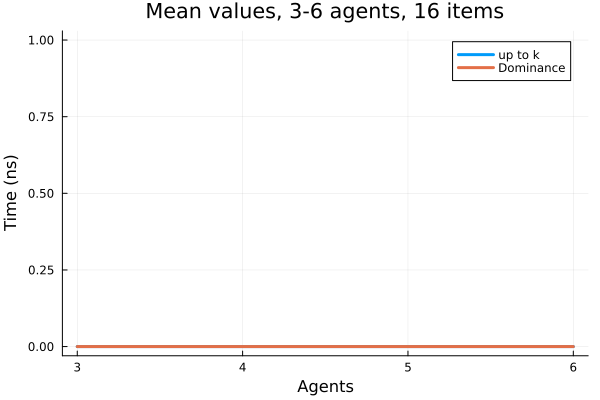 Mean values, 3-6 agents, 16 items
up to k
Dominance
Time (ns)
1.00
0.75
0.50
0.25
0.00
3 4 5 6
Agents